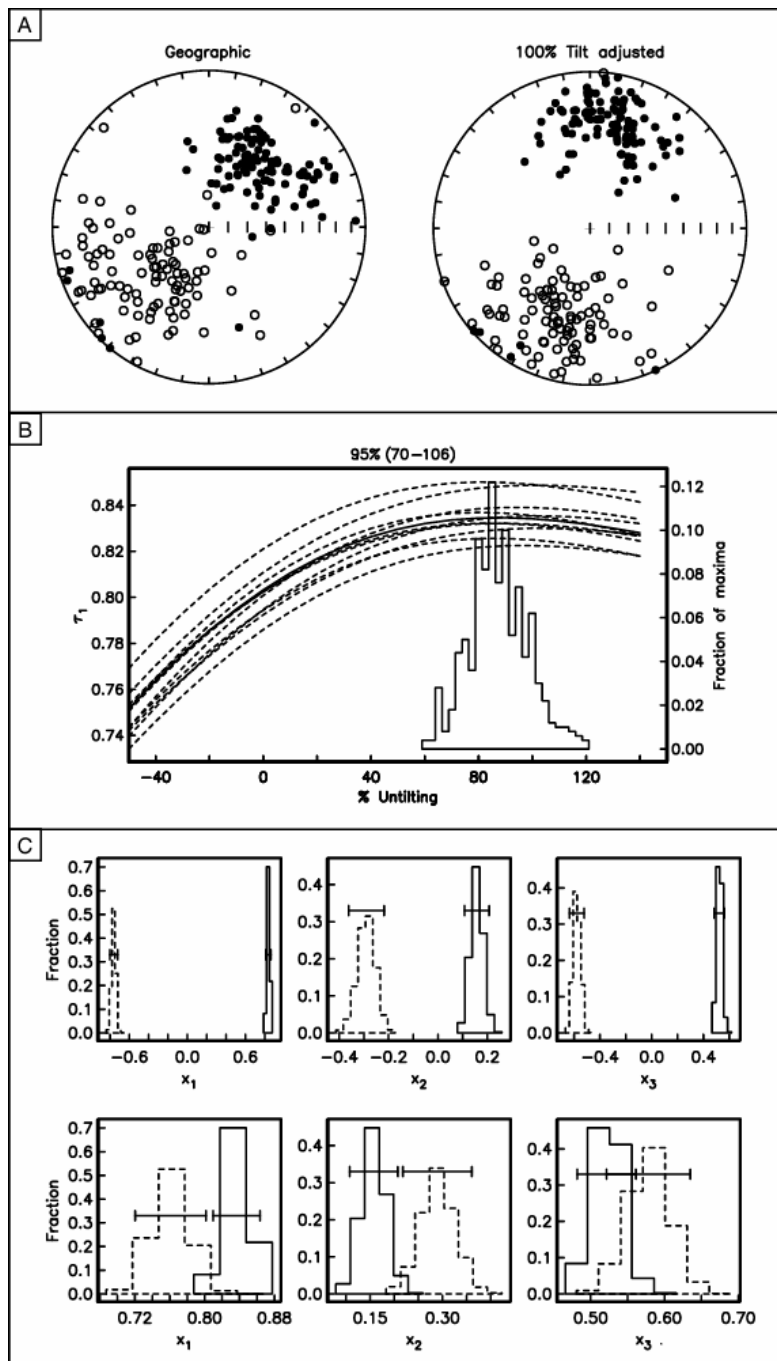 A
Geographic 100% Tilt adjusted
B
95% (70–106)
0.84
0.82
0.80
0.78
0.76
0.74
τ1
0.12
0.10
0.08
0.06
0.04
0.02
0.00
Fraction of maxima
−40 0 40 80 120
% Untilting
C
Fraction
0.7
0.6
0.5
0.4
0.3
0.2
0.1
0.0
−0.6 0.0 0.6
x1
0.4
0.3
0.2
0.1
0.0
−0.4 −0.2 0.0 0.2
x2
0.4
0.3
0.2
0.1
0.0
−0.4 0.0 0.4
x3
Fraction
0.7
0.6
0.5
0.4
0.3
0.2
0.1
0.0
0.72 0.80 0.88
x1
0.4
0.3
0.2
0.1
0.0
0.15 0.30
x2
0.4
0.3
0.2
0.1
0.0
0.50 0.60 0.70
x3